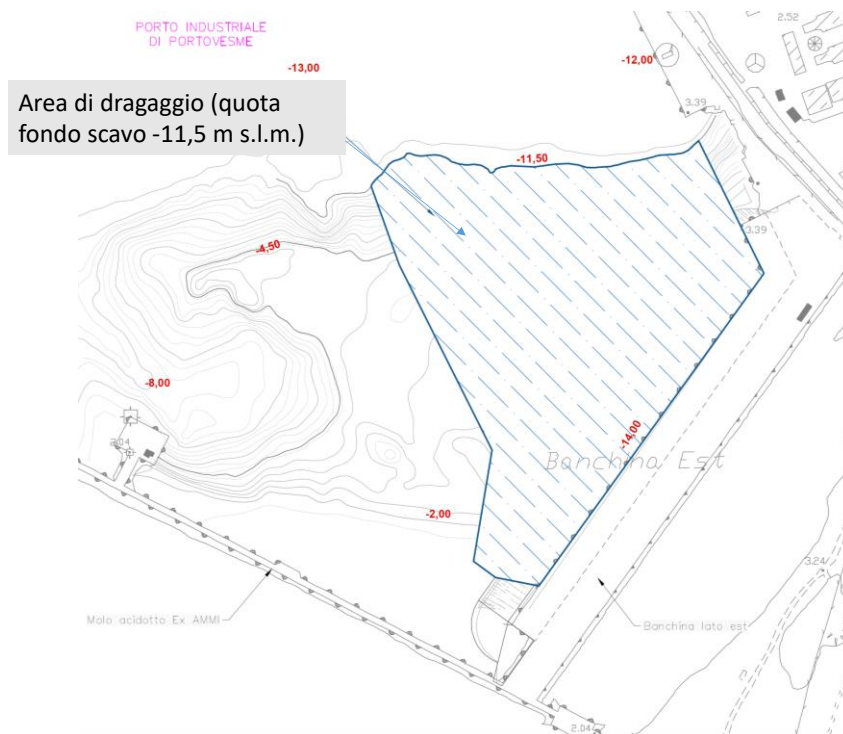 PORTO INDUSTRIALE
DI PORTOVESME
2.52
-13,00
-12,00
Area di dragaggio (quota
fondo scavo -11,5 m s.l.m.)
3.39
-11,50
3.39
-4,50
-8,00
2.04
-14,00
Banchina Est
-2,00
3.24
Molo acidotto Ex AMMI
Banchina lato est
2.04